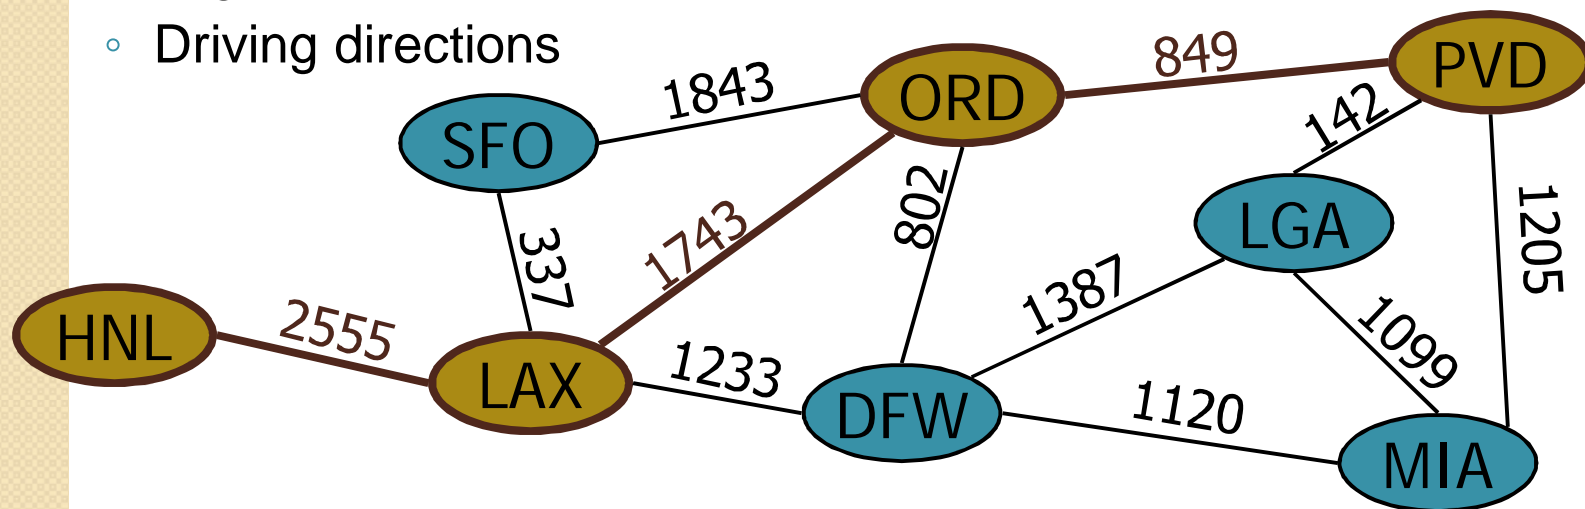 ◦ Driving directions
849
PVD
1843
ORD
142
SFO
802
LGA
1205
1743
337
1387
HNL
2555
1099
LAX
1233
DFW
1120
MIA